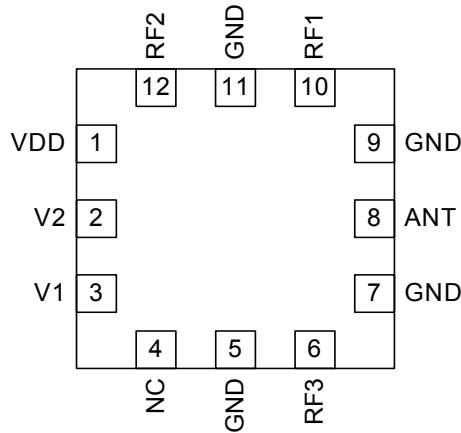 RF2 GND RF1
12 11 10
VDD 1 9 GND
V2 2 8 ANT
V1 3 7 GND
4 5 6
NC GND RF3